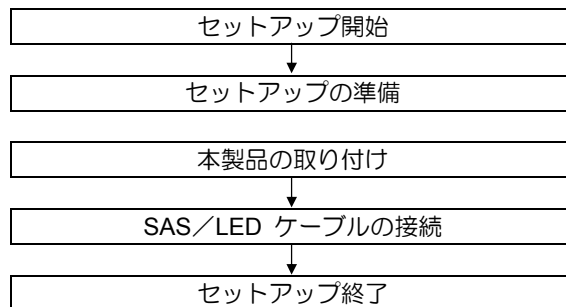 セットアップ開始
セットアップの準備
本製品の取り付け
SAS／LED ケーブルの接続
セットアップ終了